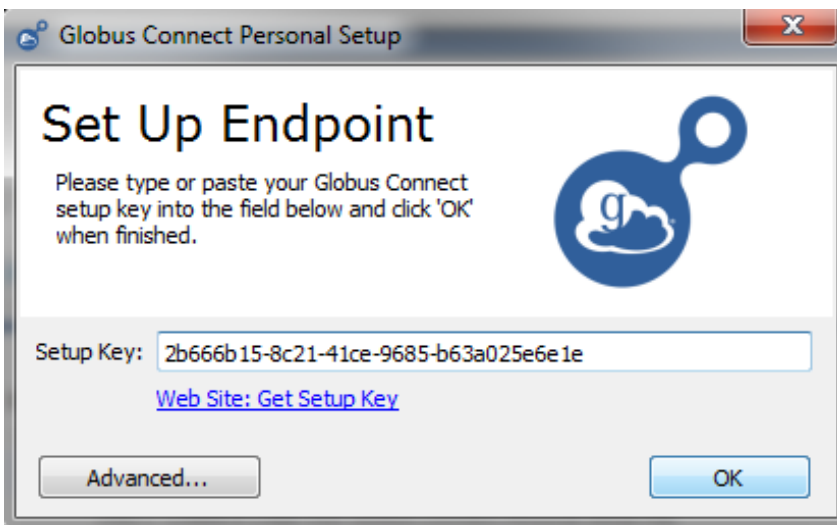 Globus Connect Personal Setup
Set Up Endpoint
Please type or paste your Globus Connect
setup key into the field below and click 'OK'
when finished.
g
Setup Key: 2b666b15-8c21-41ce-9685-b63a025e6e1e
Web Site: Get Setup Key
Advanced...
OK